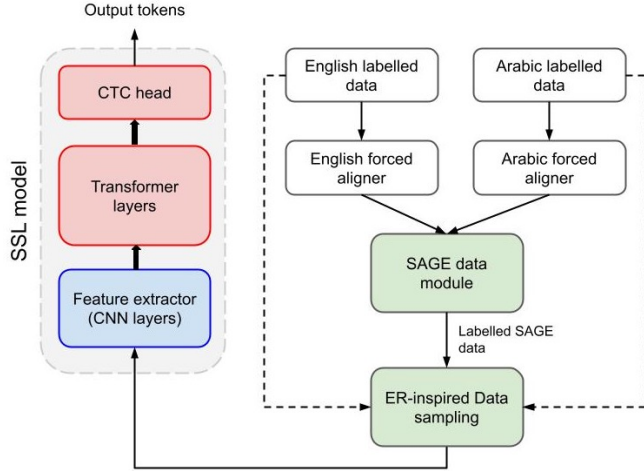 Output tokens
SSL model
CTC head
Transformer
layers
Feature extractor
(CNN layers)
English labelled
data
Arabic labelled
data
English forced
aligner
Arabic forced
aligner
SAGE data
module
Labelled SAGE
data
ER-inspired Data
sampling